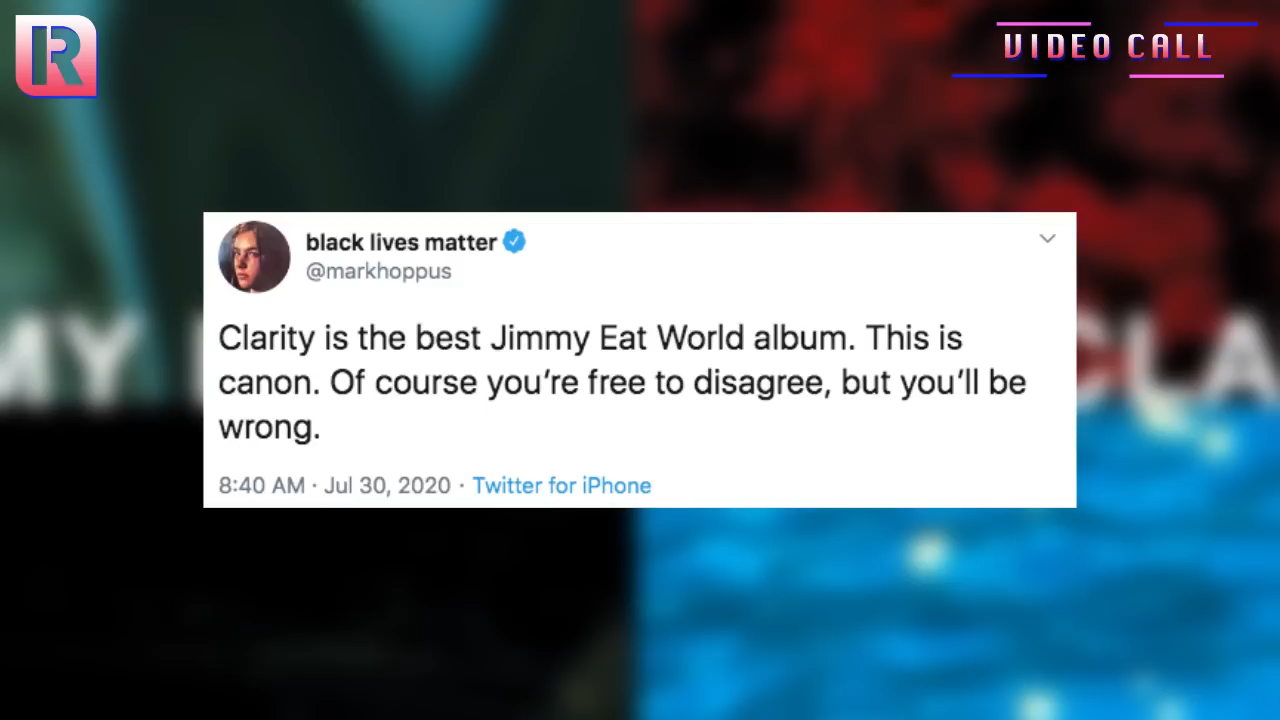 R
VIDEO CALL
black lives matter
@markhoppus
Clarity is the best Jimmy Eat World album. This is
canon. Of course you’re free to disagree, but you’ll be
wrong.
8:40 AM · Jul 30, 2020 · Twitter for iPhone
MY
CLA